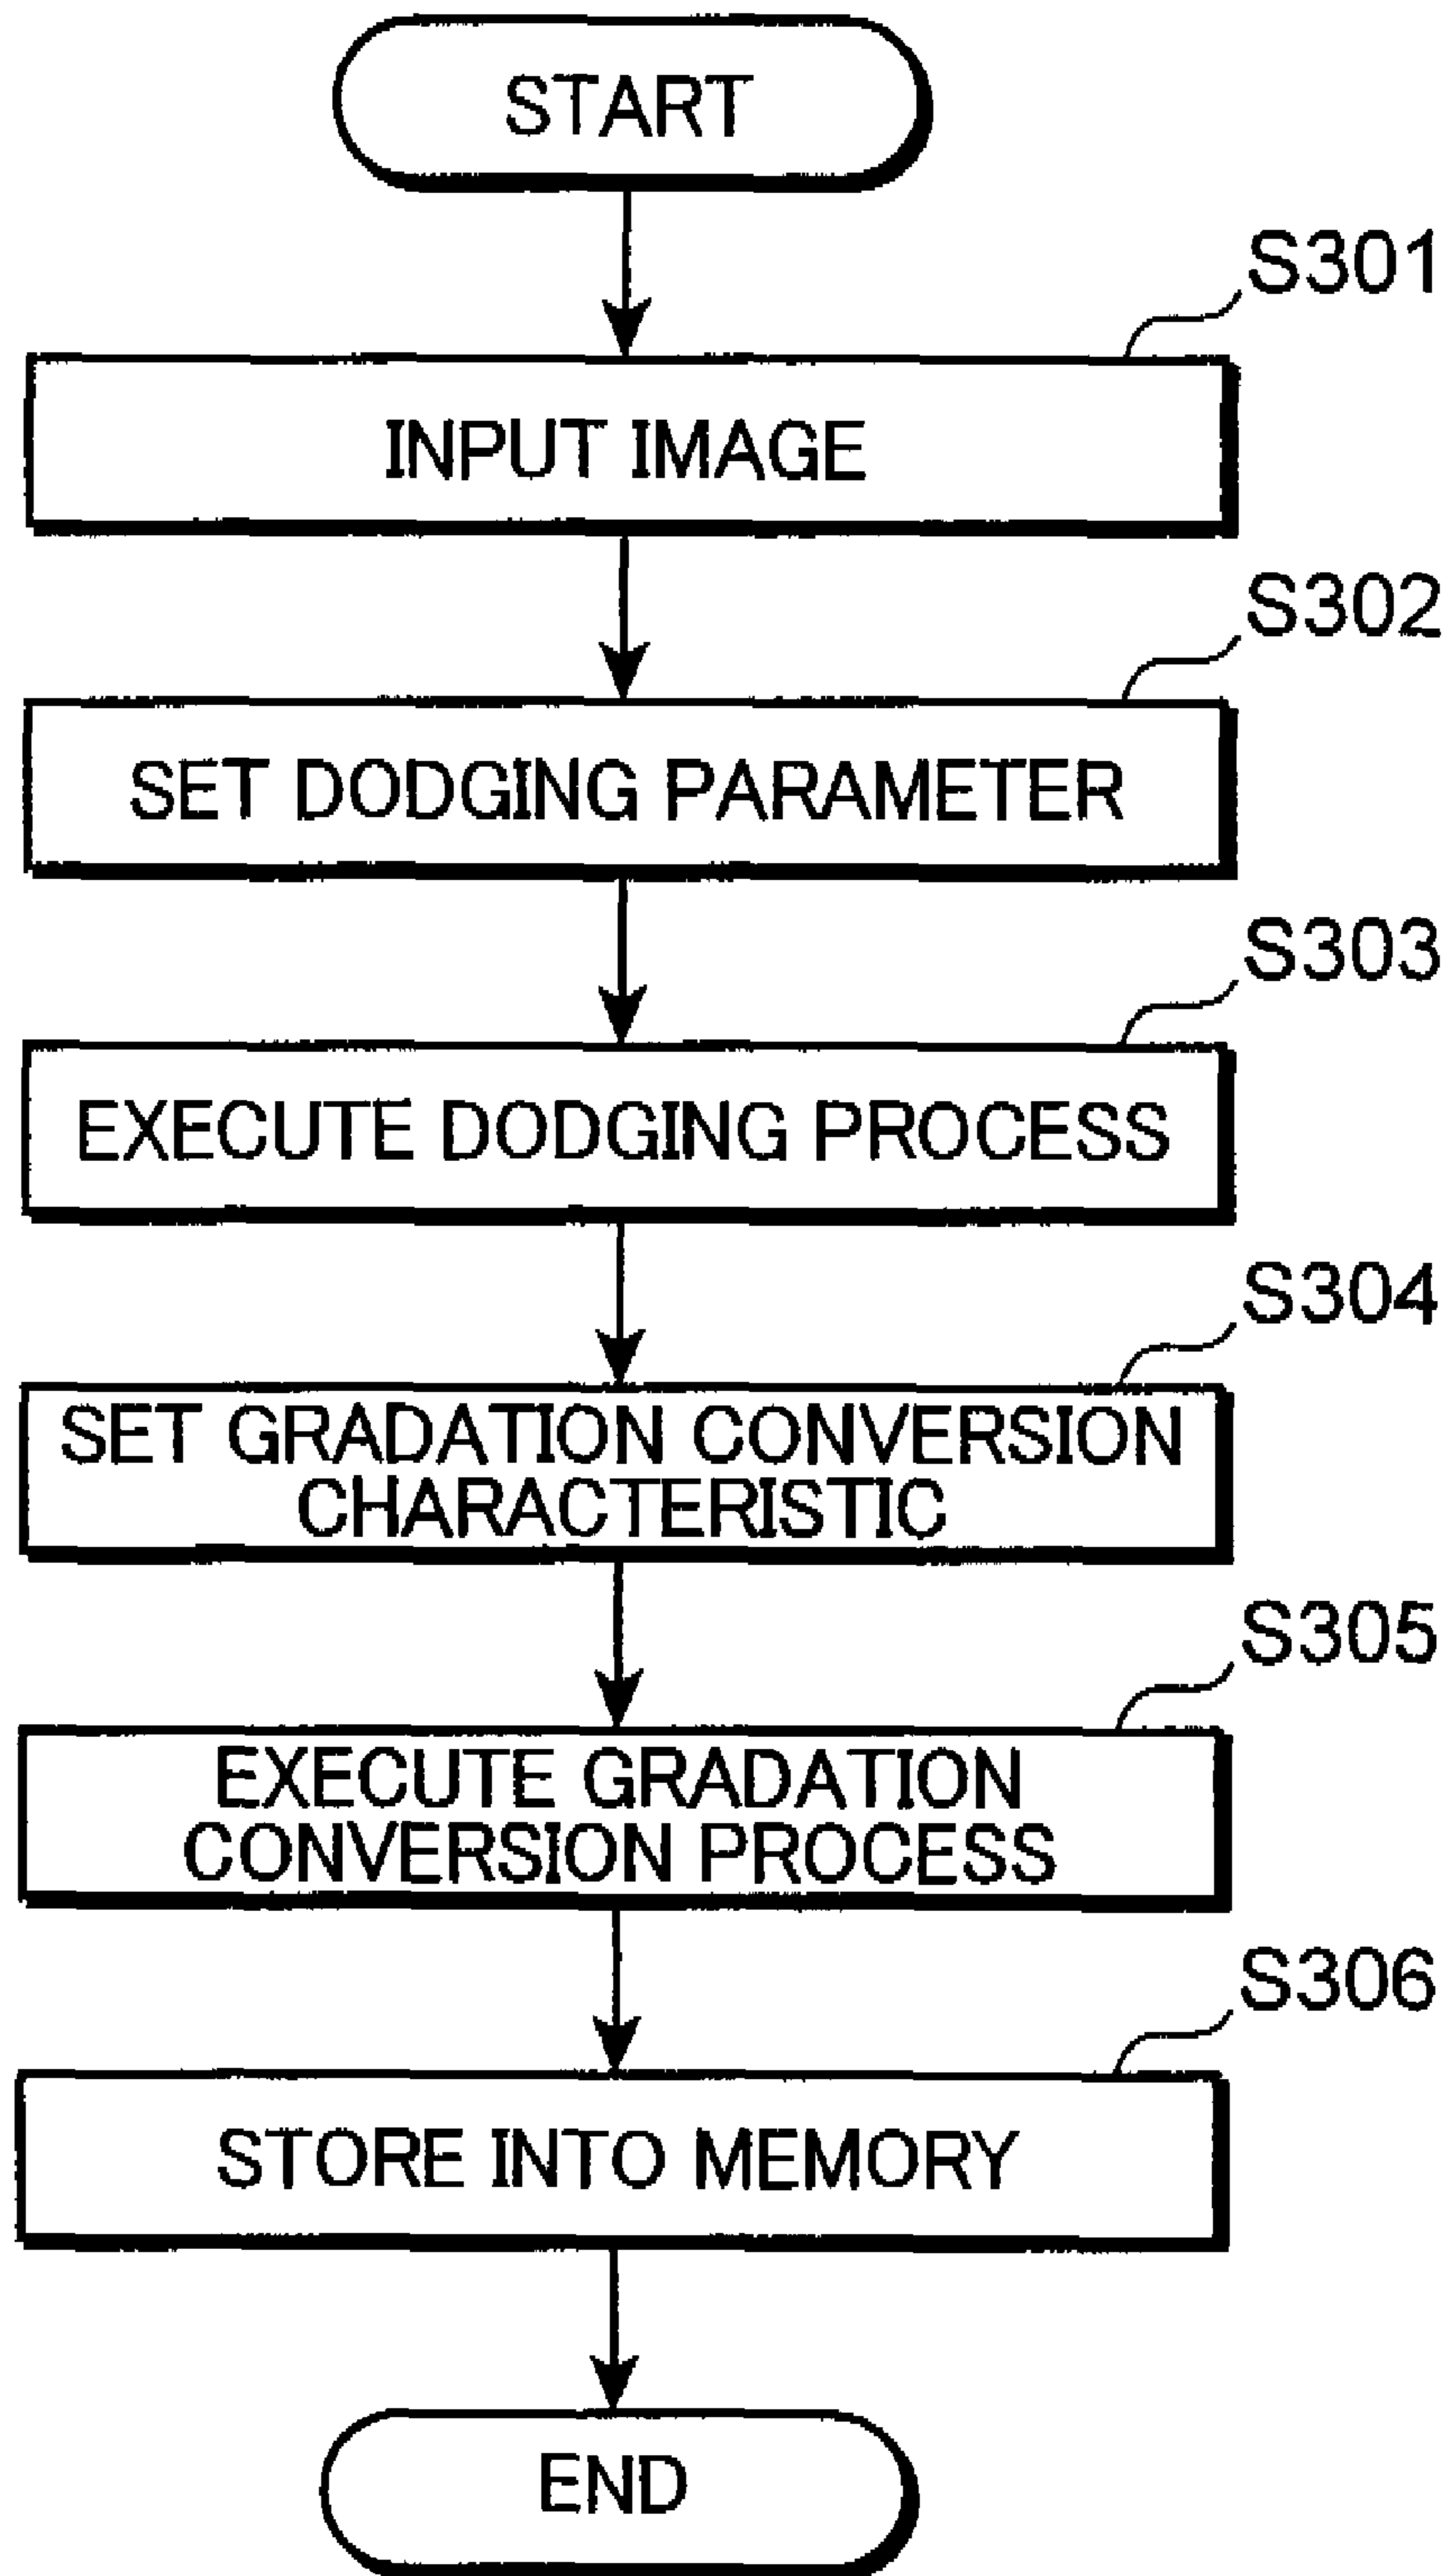 START
S301
INPUT IMAGE
S302
SET DODGING PARAMETER
S303
EXECUTE DODGING PROCESS
S304
SET GRADATION CONVERSION
CHARACTERISTIC
S305
EXECUTE GRADATION
CONVERSION PROCESS
S306
STORE INTO MEMORY
END